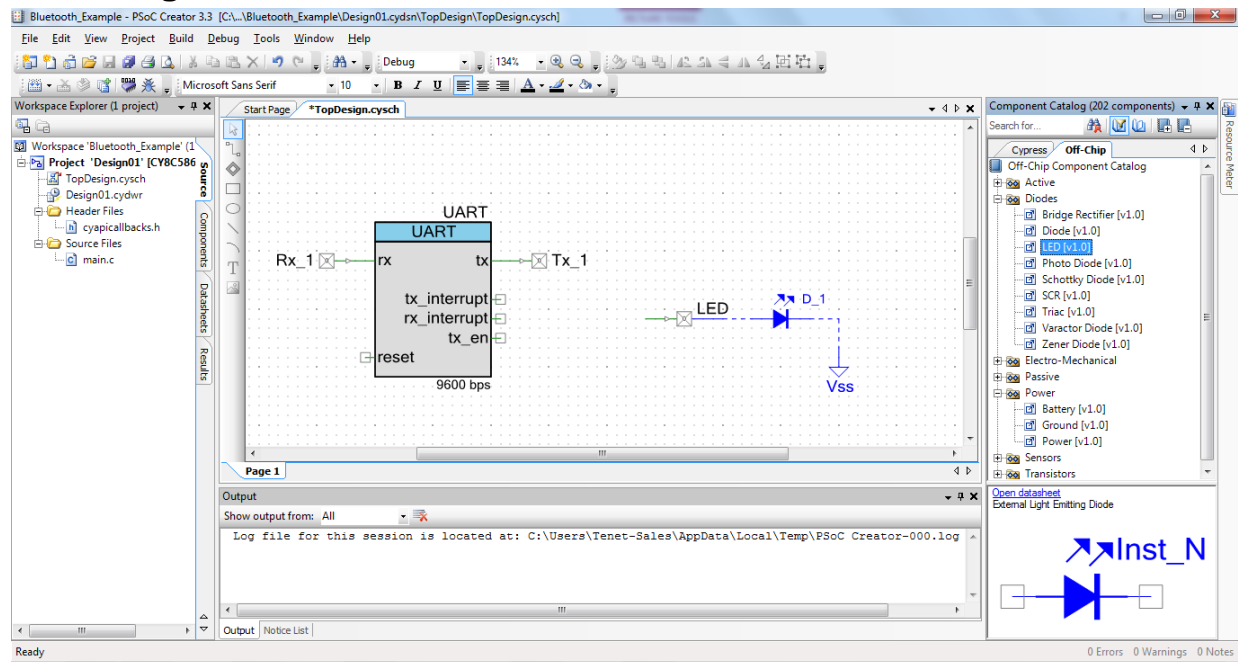 Bluetooth_Example - PSoC Creator 3.3 [C:\...\Bluetooth_Example\Design01.cydsn\TopDesign\TopDesign.cysch]
File Edit View Project Build Debug Tools Window Help
Debug 134%
Microsoft Sans Serif 10 B I U A
Workspace Explorer (1 project)
Workspace 'Bluetooth_Example' (1
Project 'Design01' [CY8C586
TopDesign.cysch
Design01.cydwr
Header Files
cyapicallbacks.h
Source Files
main.c
Source
Components
Datasheets
Results
Start Page *TopDesign.cysch
T
UART
UART
Rx_1 rx tx Tx_1
tx_interrupt
rx_interrupt
tx_en
reset
9600 bps
LED D_1
Vss
Page 1
Output
Show output from: All
Log file for this session is located at: C:\Users\Tenet-Sales\AppData\Local\Temp\PSoC Creator-000.log
Output Notice List
Component Catalog (202 components)
Search for...
Cypress Off-Chip
Off-Chip Component Catalog
Active
Diodes
Bridge Rectifier [v1.0]
Diode [v1.0]
LED [v1.0]
Photo Diode [v1.0]
Schottky Diode [v1.0]
SCR [v1.0]
Triac [v1.0]
Varactor Diode [v1.0]
Zener Diode [v1.0]
Electro-Mechanical
Passive
Power
Battery [v1.0]
Ground [v1.0]
Power [v1.0]
Sensors
Transistors
Open datasheet
External Light Emitting Diode
Inst_N
Resource Meter
Ready 0 Errors 0 Warnings 0 Notes